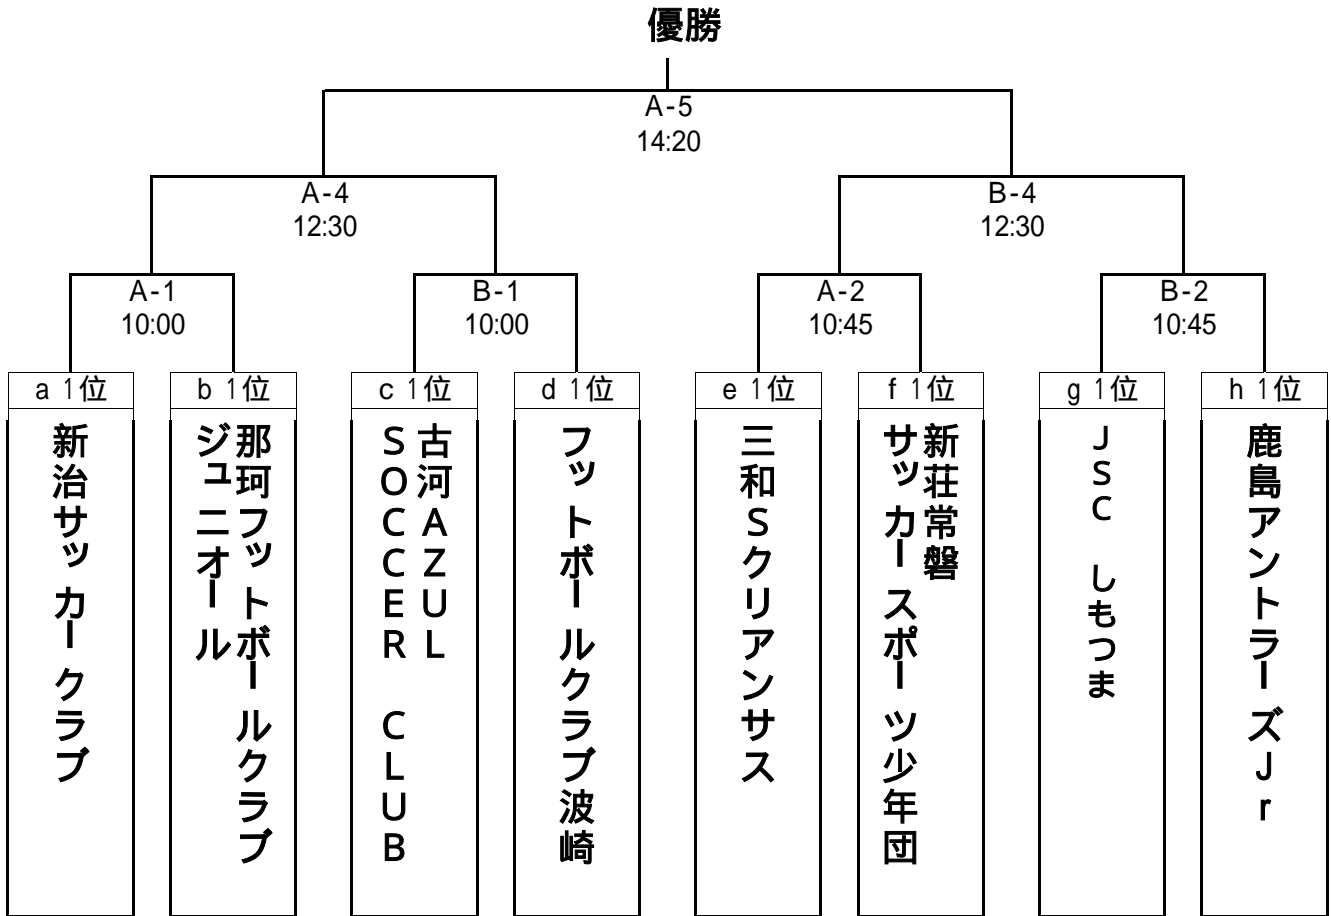 優勝
A-5
14:20
A-4
12:30
B-4
12:30
A-1
10:00
B-1
10:00
A-2
10:45
B-2
10:45
a 1位
b 1位
c 1位
d 1位
e 1位
f 1位
g 1位
h 1位
新治サッカークラブ
那珂フットボールクラブ
ジュニオール
古河AZUL
SOCCER CLUB
フットボールクラブ波崎
三和Sクリアンサス
新荘常磐
サッカースポーツ少年団
JSC しもつま
鹿島アントラーズJr